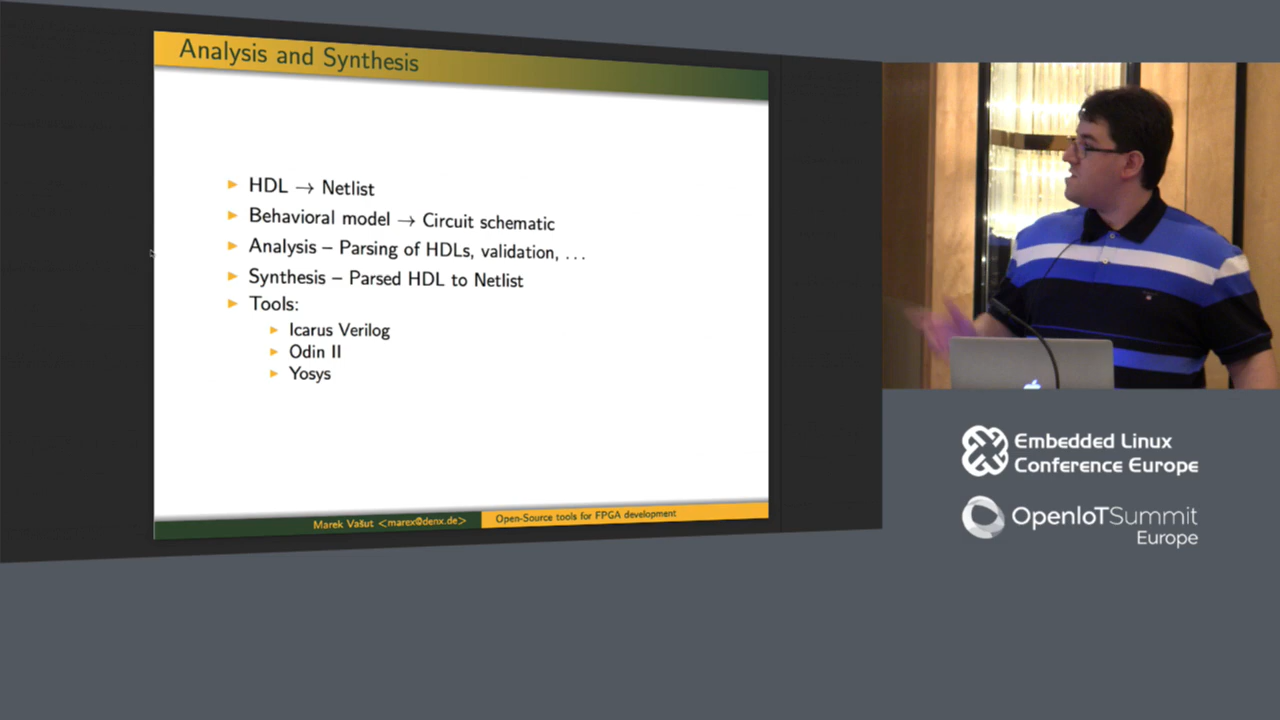 Analysis and Synthesis
HDL → Netlist
Behavioral model → Circuit schematic
Analysis – Parsing of HDLs, validation, ...
Synthesis – Parsed HDL to Netlist
Tools:
Icarus Verilog
Odin II
Yosys
Marek Vašut <marex@denx.de>
Open-Source tools for FPGA development
Embedded Linux
Conference Europe
OpenIoTSummit
Europe